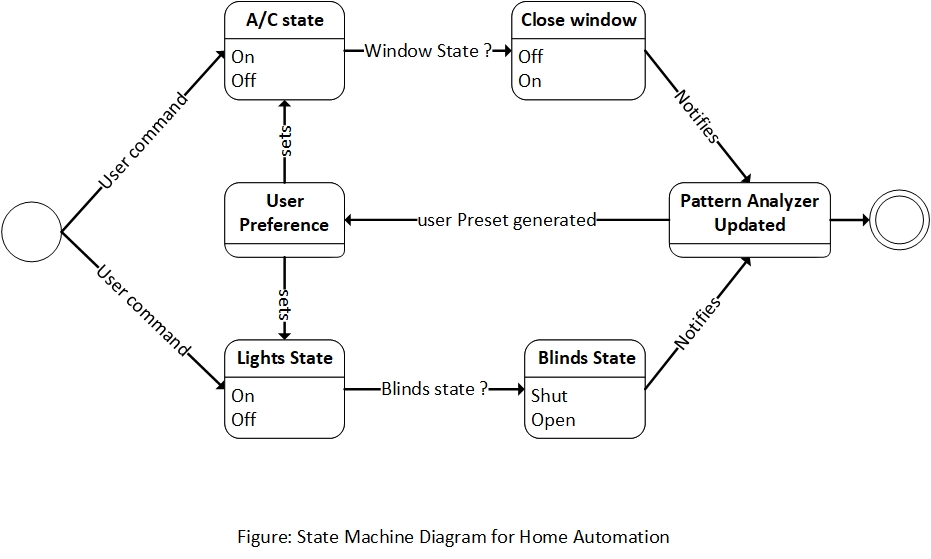 A/C state
On
Off
Window State ?
Close window
Off
On
User command
sets
Notifies
User
Preference
user Preset generated
Pattern Analyzer
Updated
User command
sets
Notifies
Lights State
On
Off
Blinds state ?
Blinds State
Shut
Open
Figure: State Machine Diagram for Home Automation